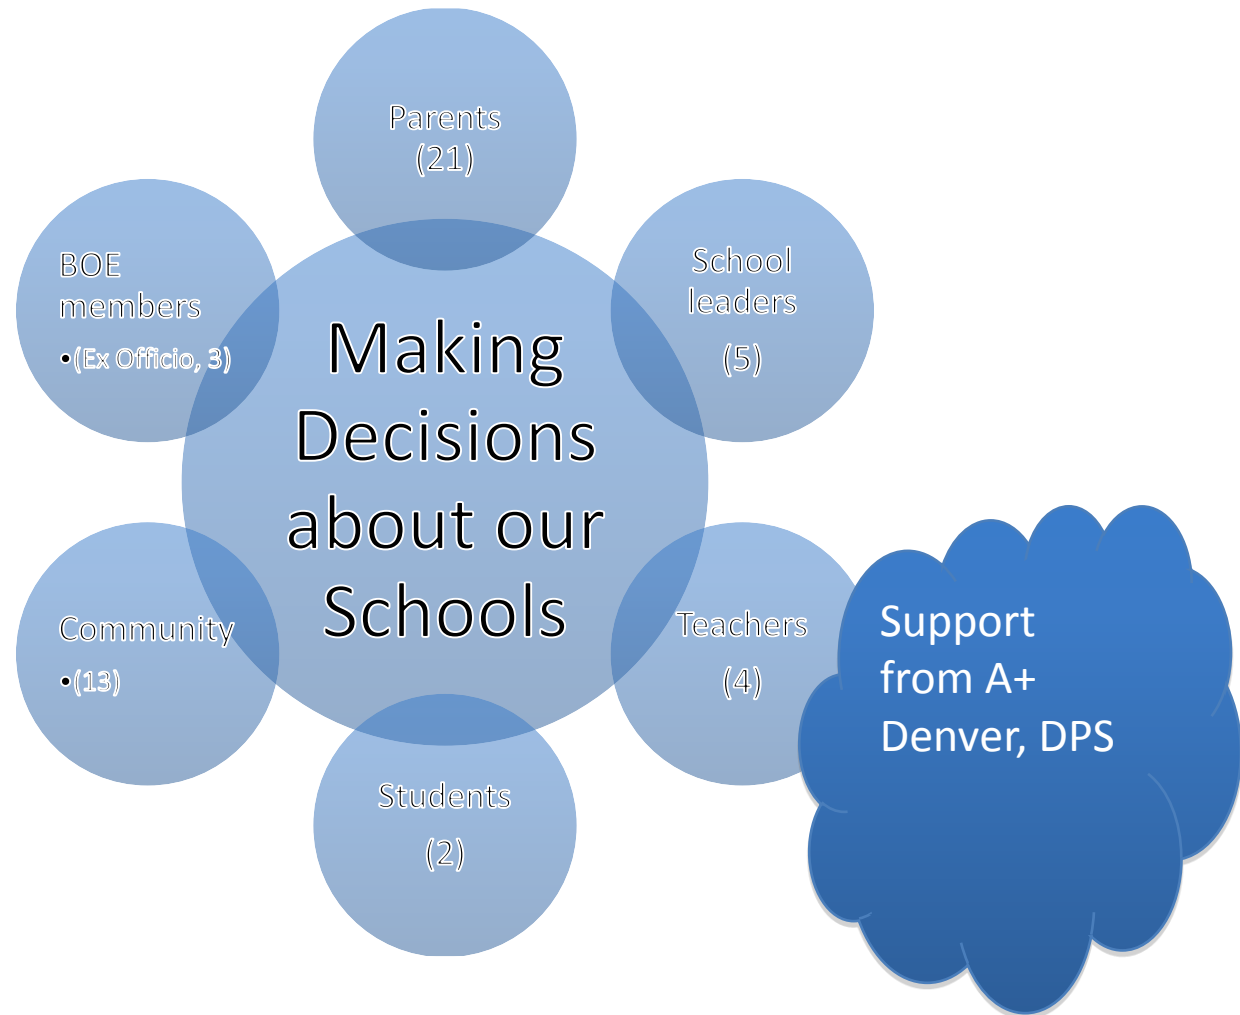 Parents
(21)
School
leaders
(5)
Teachers
(4)
Students
(2)
Community
•(13)
BOE
members
•(Ex Officio, 3)
Making
Decisions
about our
Schools
Support
from A+
Denver, DPS